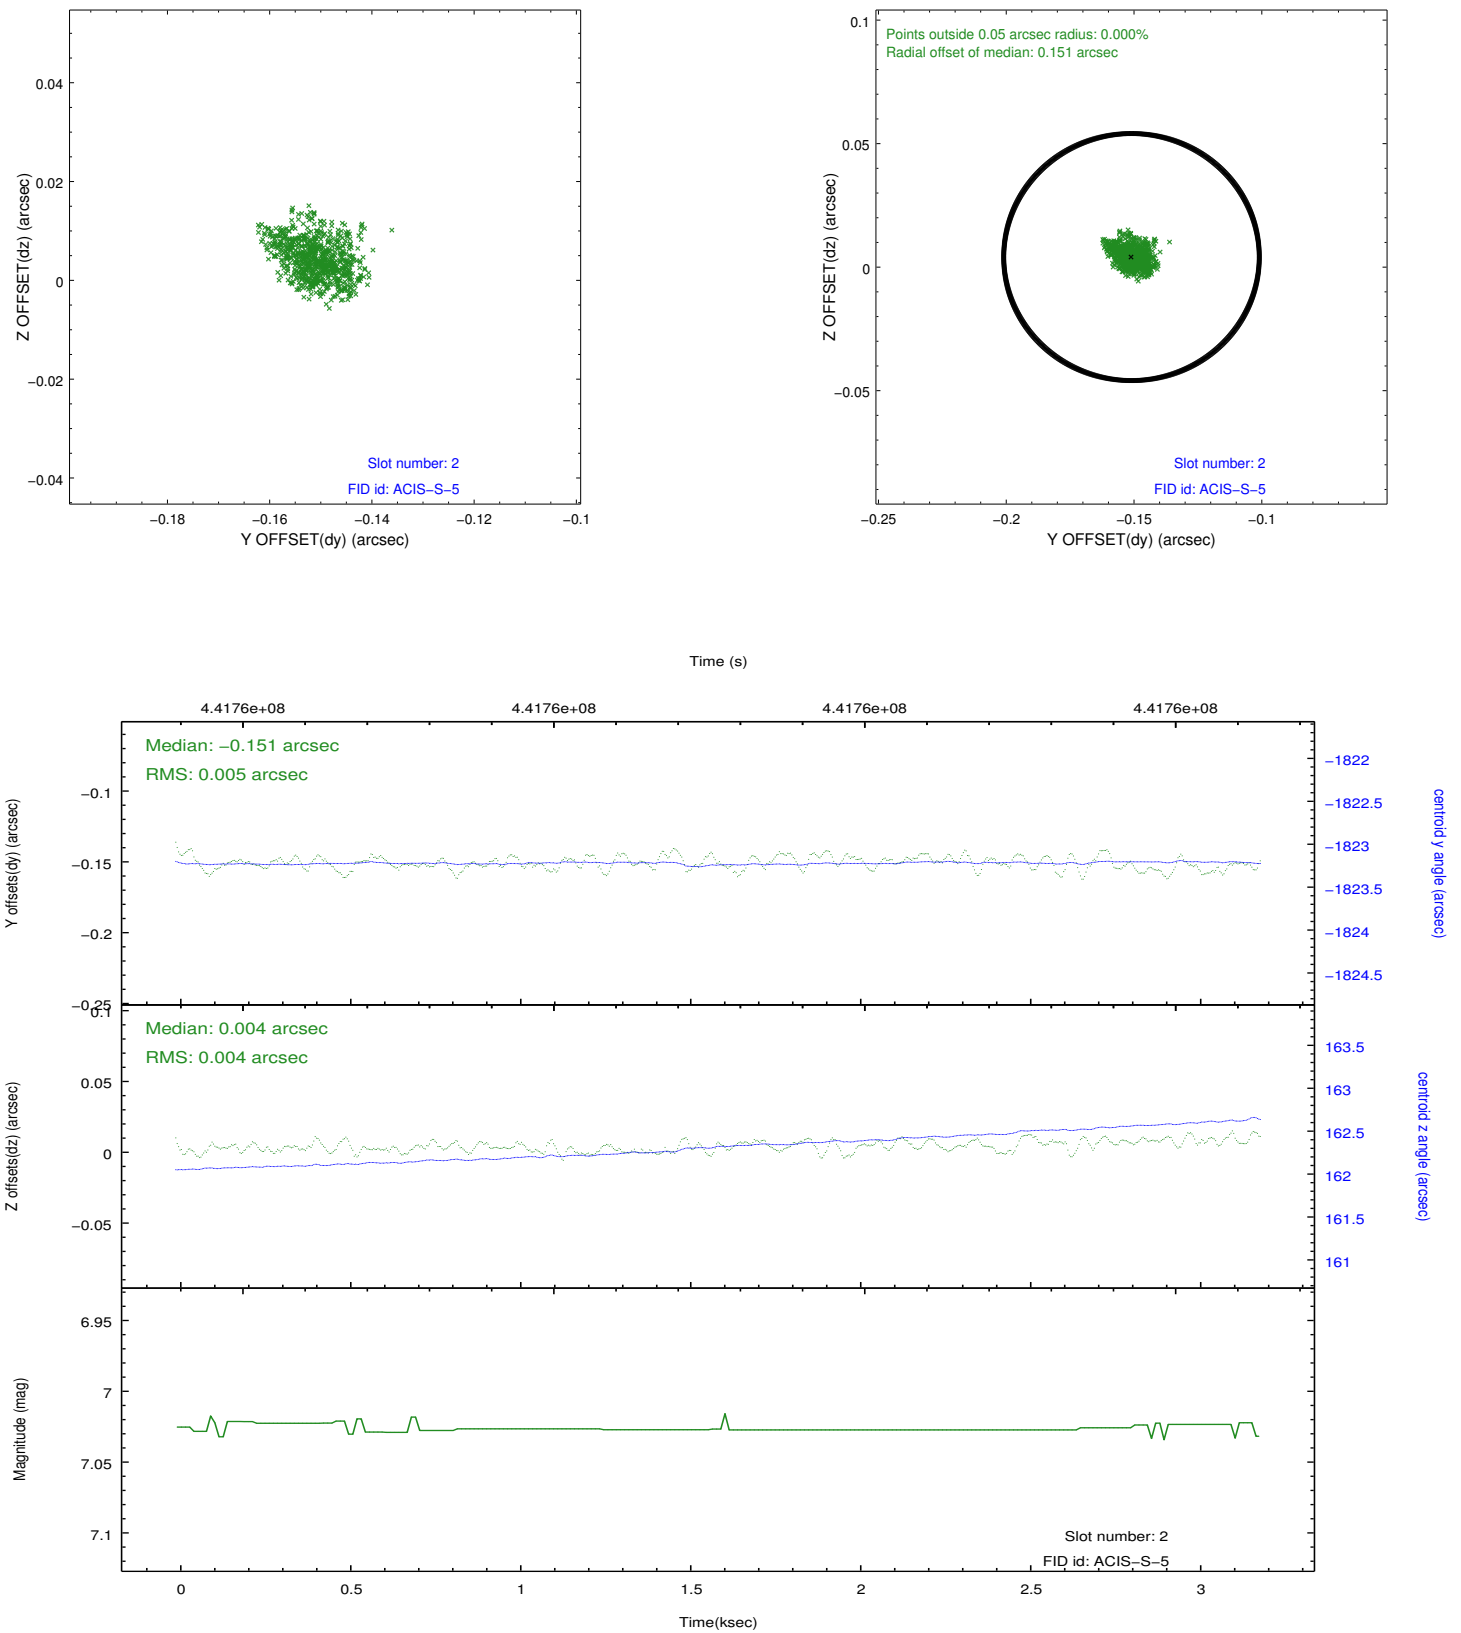 0.04
0.02
0
−0.02
−0.04
Z OFFSET(dz) (arcsec)
Slot number: 2
FID id: ACIS−S−5
−0.18
−0.16
−0.14
−0.12
−0.1
Y OFFSET(dy) (arcsec)
Points outside 0.05 arcsec radius: 0.000%
Radial offset of median: 0.151 arcsec
0.1
0.05
0
−0.05
Z OFFSET(dz) (arcsec)
Slot number: 2
FID id: ACIS−S−5
−0.25
−0.2
−0.15
−0.1
Y OFFSET(dy) (arcsec)
Time (s)
4.4176e+08
4.4176e+08
4.4176e+08
4.4176e+08
Median: −0.151 arcsec
RMS: 0.005 arcsec
−0.1
−0.15
−0.2
−0.25
Y offsets(dy) (arcsec)
−1822
−1822.5
−1823
−1823.5
−1824
−1824.5
centroid y angle (arcsec)
Median: 0.004 arcsec
RMS: 0.004 arcsec
0.1
0.05
0
−0.05
Z offsets(dz) (arcsec)
163.5
163
162.5
162
161.5
161
centroid z angle (arcsec)
6.95
7
7.05
7.1
Magnitude (mag)
Slot number: 2
FID id: ACIS−S−5
0
0.5
1
1.5
2
2.5
3
Time(ksec)